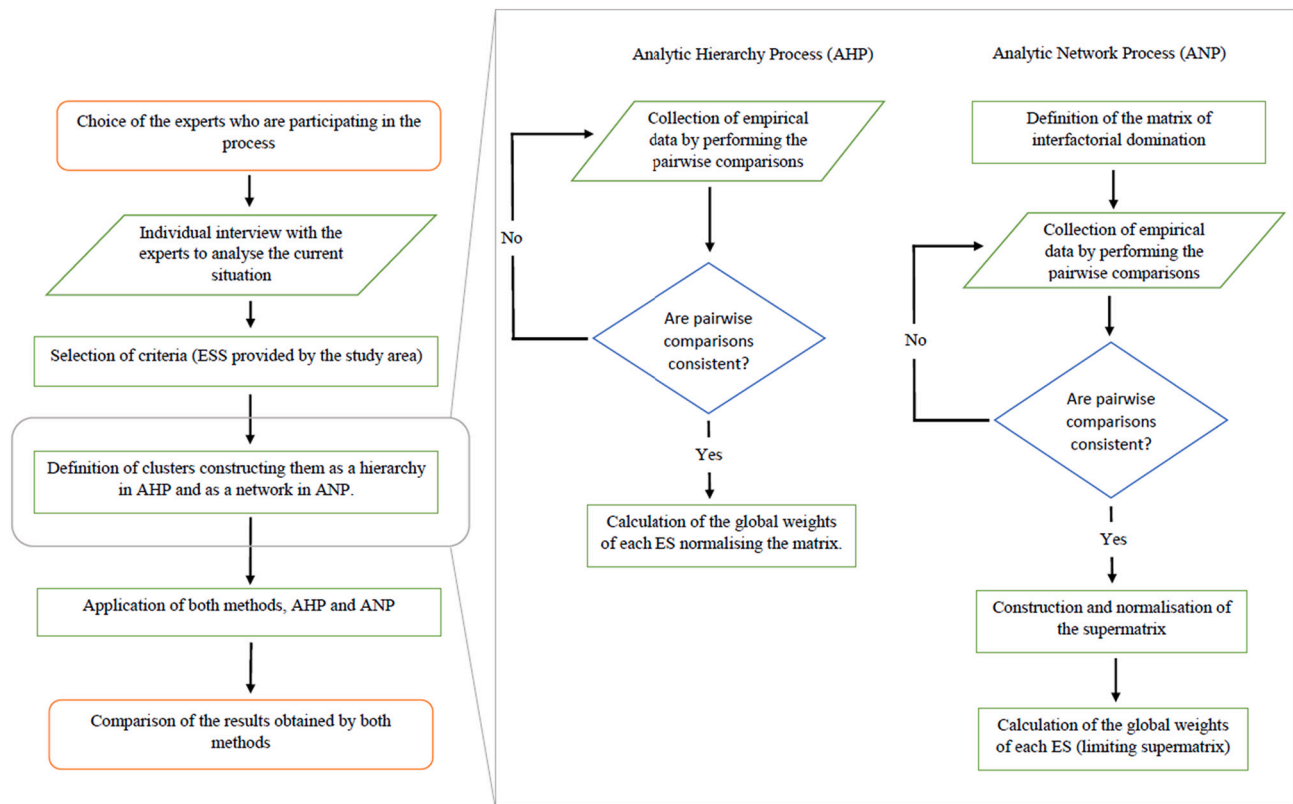 Choice of the experts who are participating in the
process
Individual interview with the
experts to analyse the current
situation
Selection of criteria (ESS provided by the study area)
Definition of clusters constructing them as a hierarchy
in AHP and as a network in ANP.
Application of both methods, AHP and ANP
Comparison of the results obtained by both
methods
Analytic Hierarchy Process (AHP)
Collection of empirical
data by performing the
pairwise comparisons
No
Are pairwise
comparisons
consistent?
Yes
Calculation of the global weights
of each ES normalising the matrix.
Analytic Network Process (ANP)
Definition of the matrix of
interfactorial domination
Collection of empirical
data by performing the
pairwise comparisons
No
Are pairwise
comparisons
consistent?
Yes
Construction and normalisation of
the supermatrix
Calculation of the global weights
of each ES (limiting supermatrix)